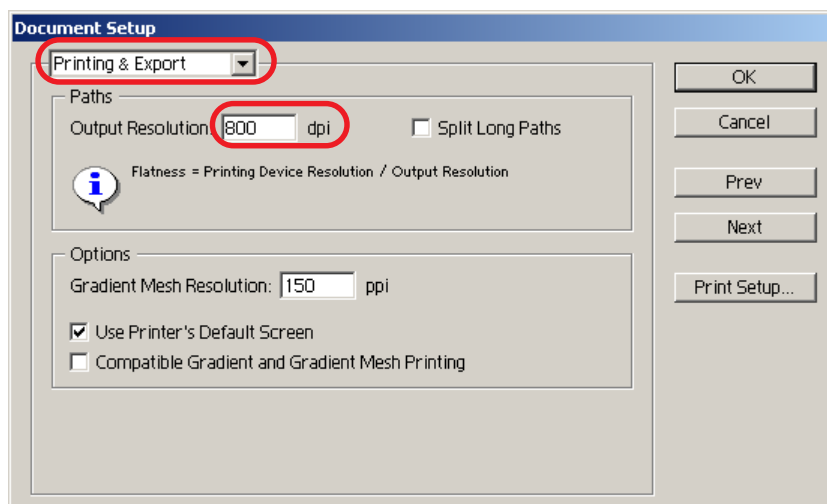 Document Setup
Printing & Export
Paths
Output Resolution: 800 dpi
Split Long Paths
Flatness = Printing Device Resolution / Output Resolution
Options
Gradient Mesh Resolution: 150 ppi
Use Printer's Default Screen
Compatible Gradient and Gradient Mesh Printing
OK
Cancel
Prev
Next
Print Setup...